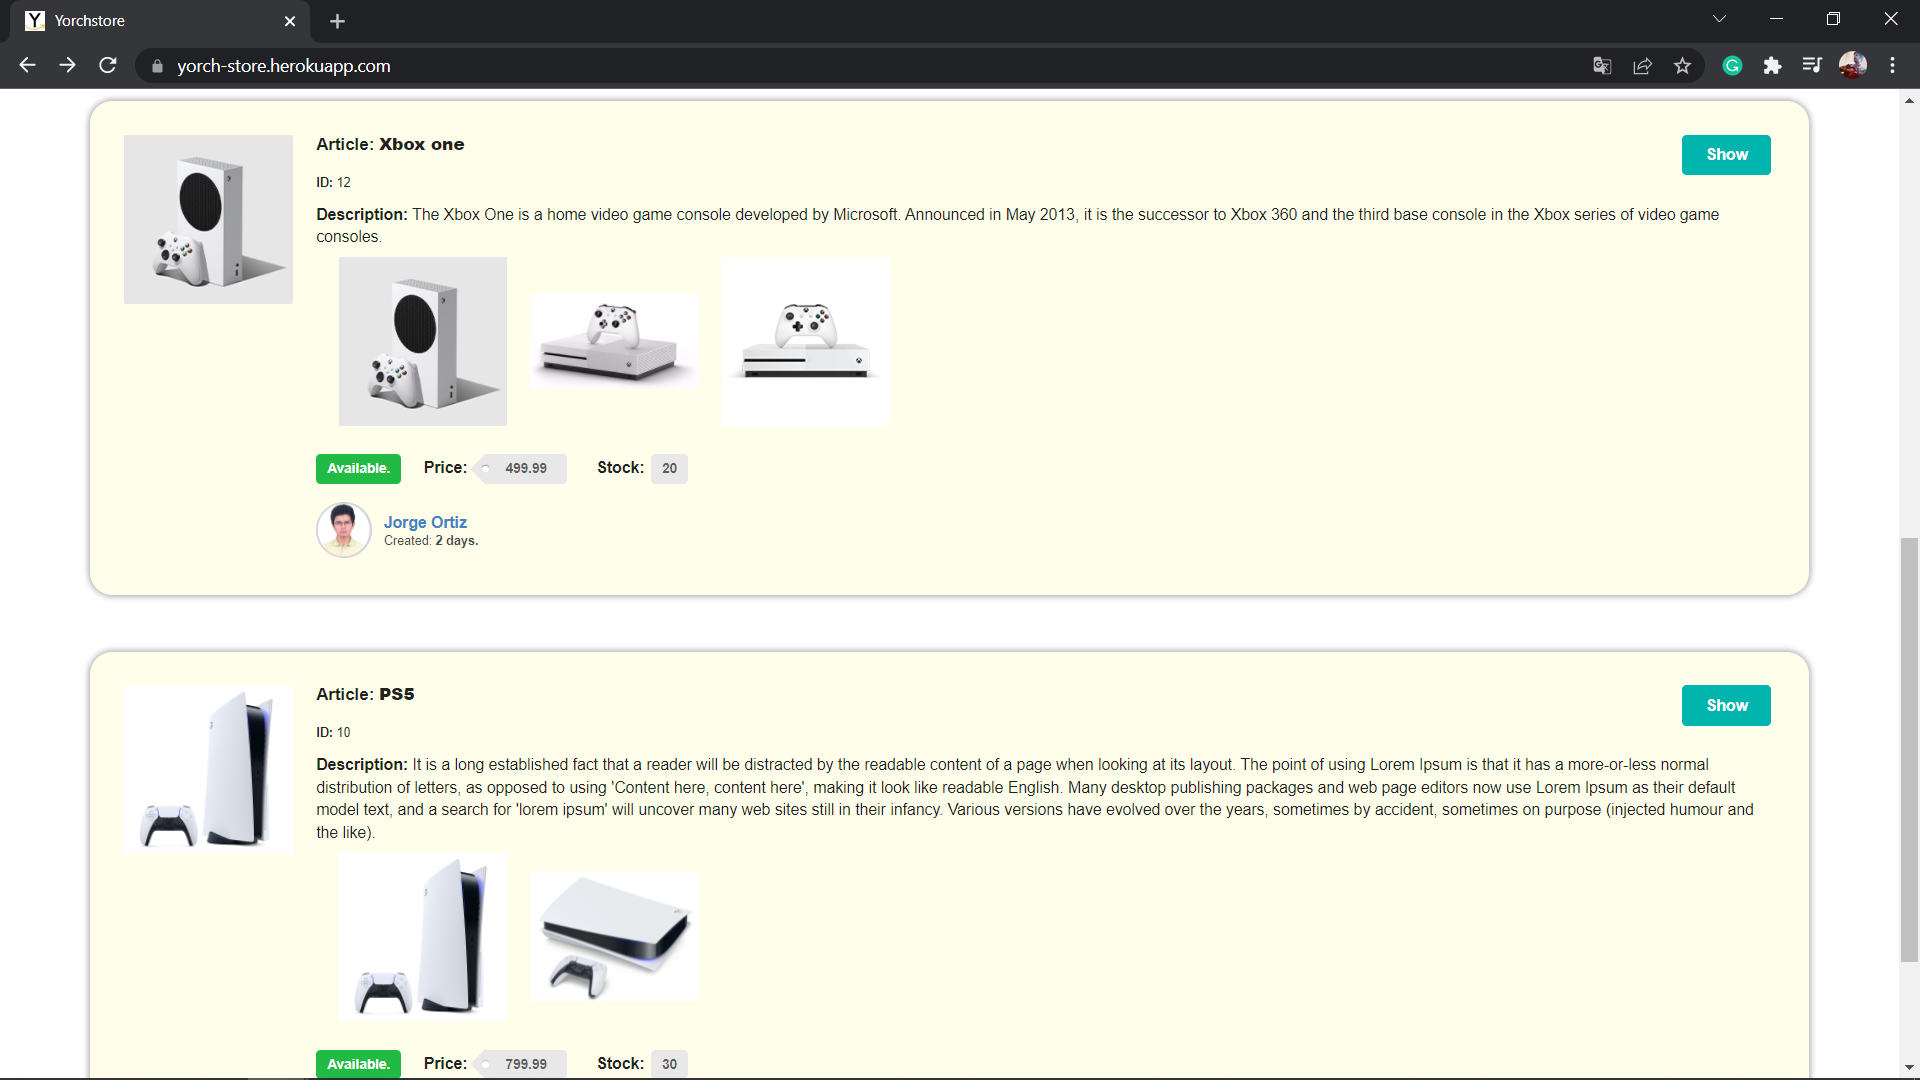 Yorchstore
yorch-store.herokuapp.com
Article: Xbox one
Show
ID: 12
Description: The Xbox One is a home video game console developed by Microsoft. Announced in May 2013, it is the successor to Xbox 360 and the third base console in the Xbox series of video game
consoles.
Available. Price: 499.99 Stock: 20
Jorge Ortiz
Created: 2 days.
Article: PS5
Show
ID: 10
Description: It is a long established fact that a reader will be distracted by the readable content of a page when looking at its layout. The point of using Lorem Ipsum is that it has a more-or-less normal
distribution of letters, as opposed to using 'Content here, content here', making it look like readable English. Many desktop publishing packages and web page editors now use Lorem Ipsum as their default
model text, and a search for 'lorem ipsum' will uncover many web sites still in their infancy. Various versions have evolved over the years, sometimes by accident, sometimes on purpose (injected humour and
the like).
Available. Price: 799.99 Stock: 30